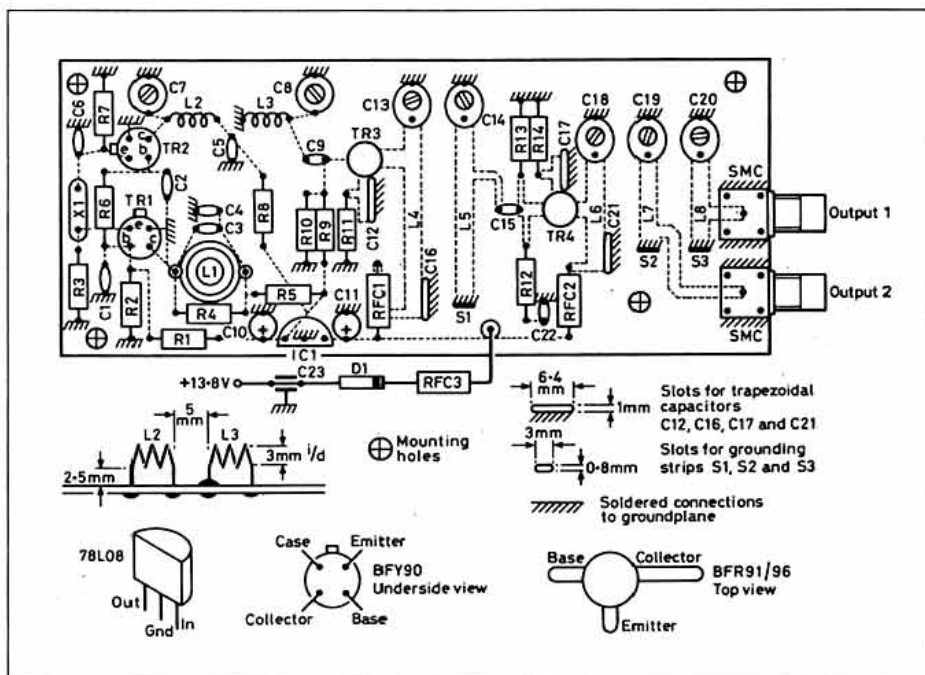 C6
R7
C7
L2
L3
C8
C13
C14
R13
R14
C17
C18
C19
C20
TR2
e
b
c
C5
C9
TR3
SMC
X1
R6
C2
TR1
e
b
c
C4
C3
R8
R10
R9
R11
C12
L4
L5
C15
TR4
L6
C21
L7
L8
Output 1
R3
C1
R2
L1
R4
R5
C11
RFC1
C16
S1
R12
RFC2
S2
S3
Output 2
R1
C10
IC1
C22
SMC
+13·8V
C23
D1
RFC3
6·4
mm
1mm
Slots for trapezoidal
capacitors
C12, C16, C17 and C21
5
mm
L2
L3
3mm i/d
2·5mm
Mounting
holes
3mm
0·8mm
Slots for grounding
strips S1, S2 and S3
Soldered connections
to groundplane
78L08
Out
Gnd
In
Case
Emitter
BFY90
Underside view
Collector
Base
Base
Collector
BFR91/96
Top view
Emitter